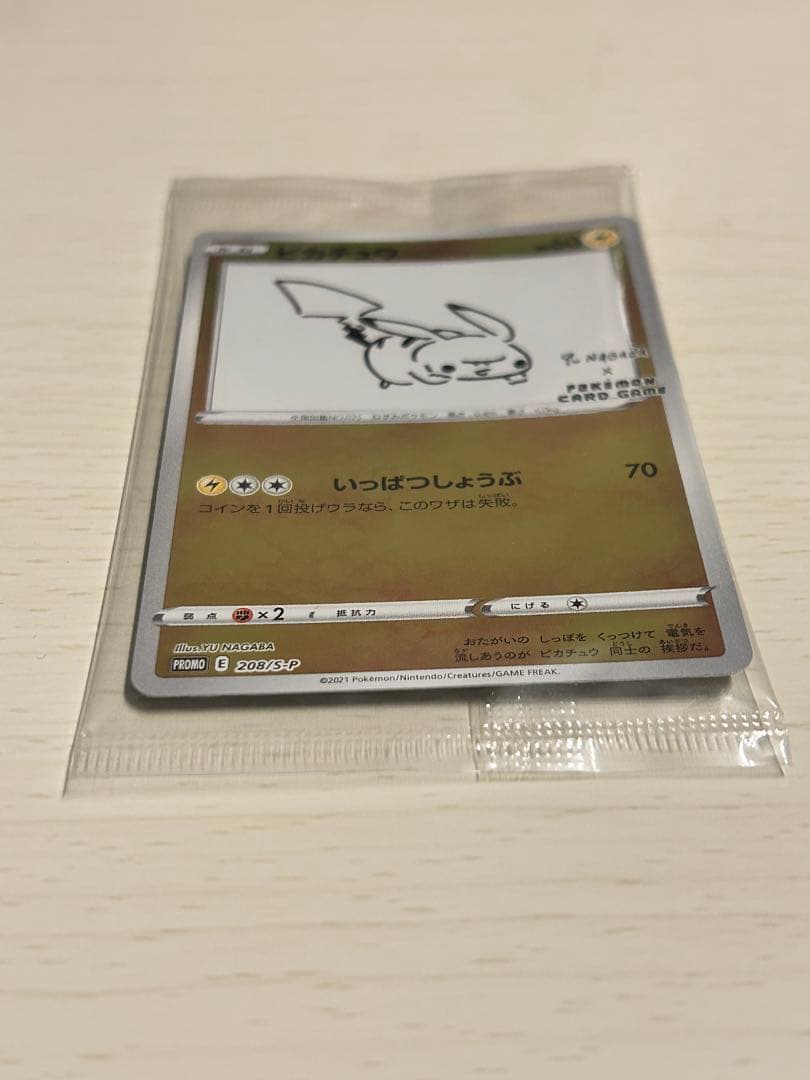 ピカチュウ
Yu NAGABA
×
POKÉMON
CARD GAME
いっぱつしょうぶ 70
コインを1回投げウラなら、このワザは失敗。
弱点 ×2 抵抗力 にげる
Illus. YU NAGABA
PROMO E 208/S-P
おたがいの しっぽを くっつけて 電気を
流しあうのが ピカチュウ 同士の 挨拶だ。
©2021 Pokémon/Nintendo/Creatures/GAME FREAK.